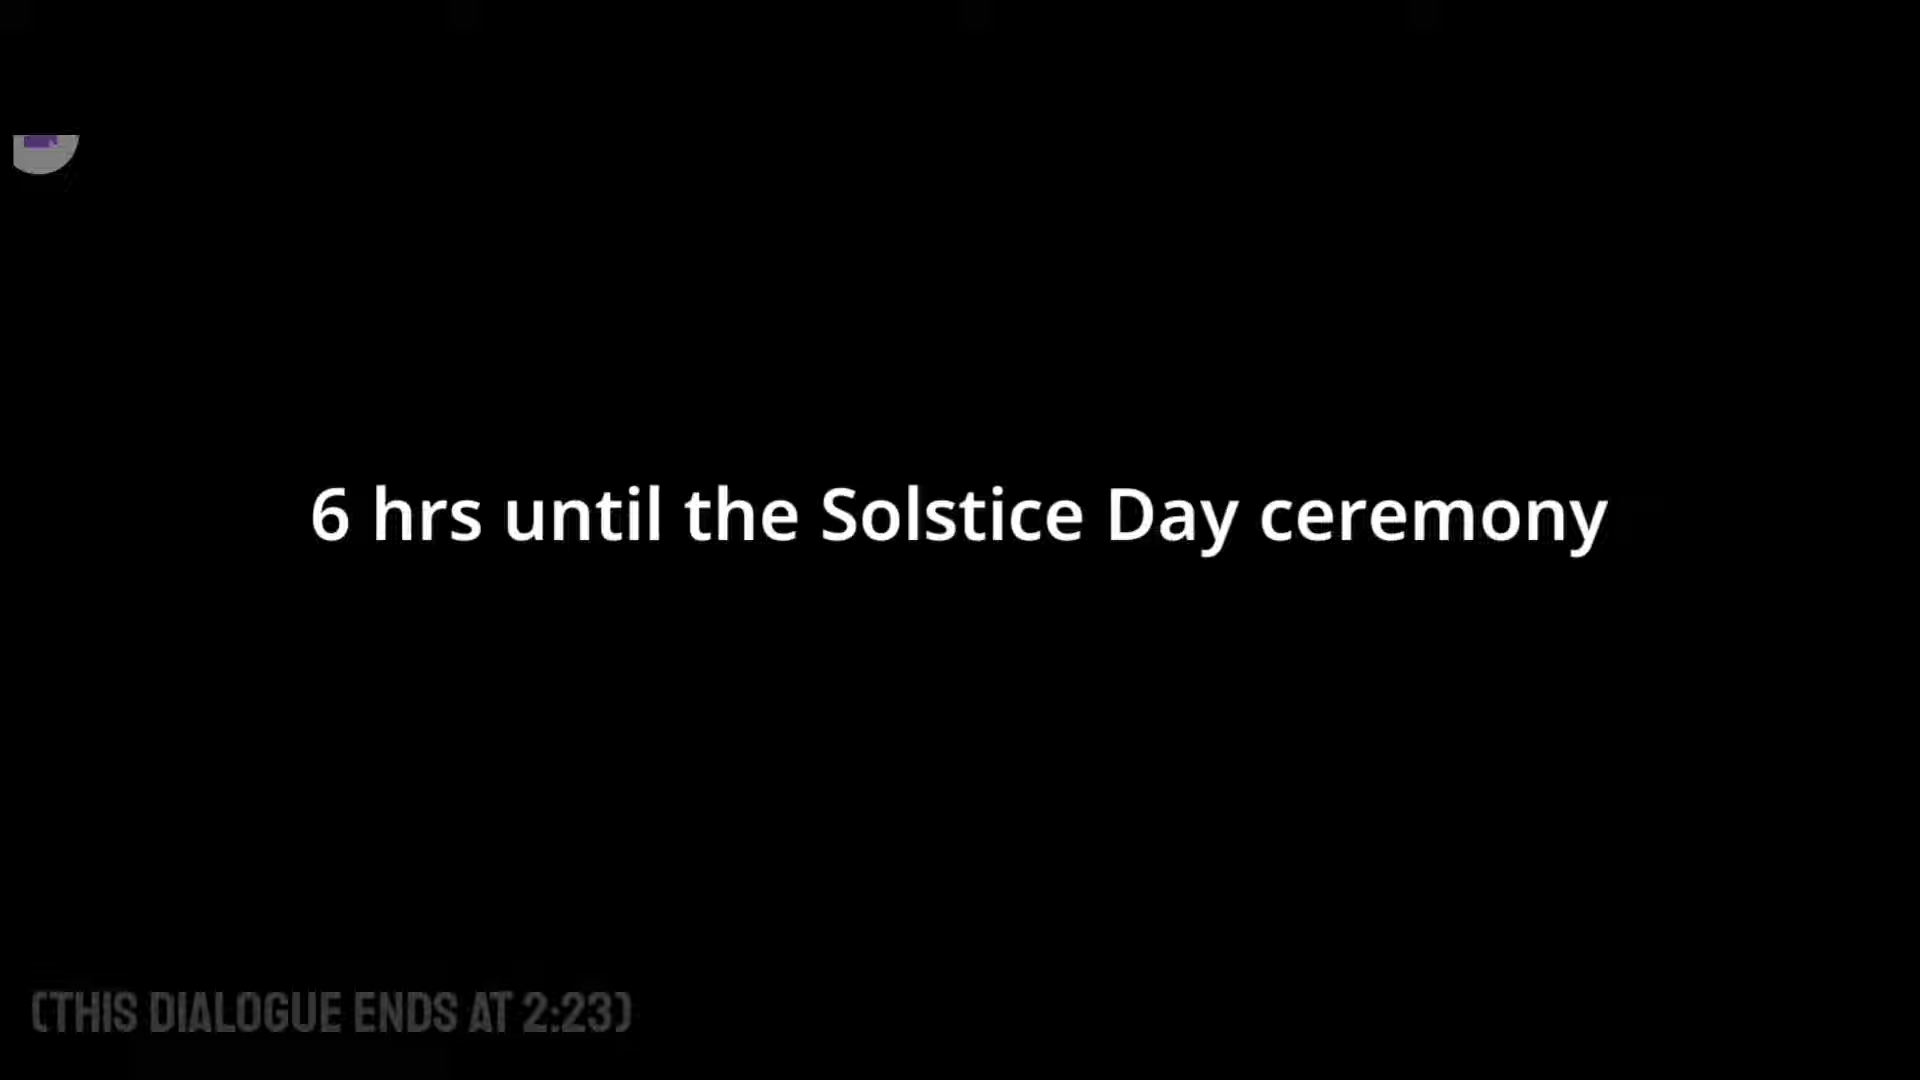 6 hrs until the Solstice Day ceremony
(THIS DIALOGUE ENDS AT 2:23)